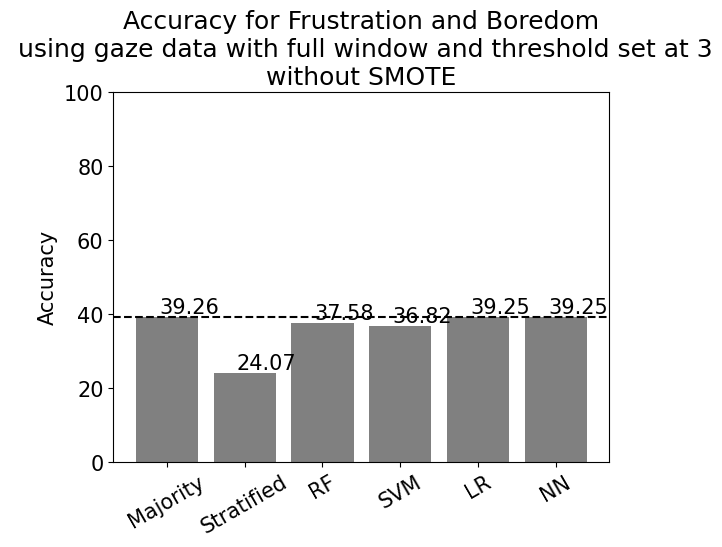 Accuracy for Frustration and Boredom
using gaze data with full window and threshold set at 3
without SMOTE
100
80
60
40
20
0
Accuracy
39.26
24.07
37.58
36.82
39.25
39.25
Majority
Stratified
RF
SVM
LR
NN